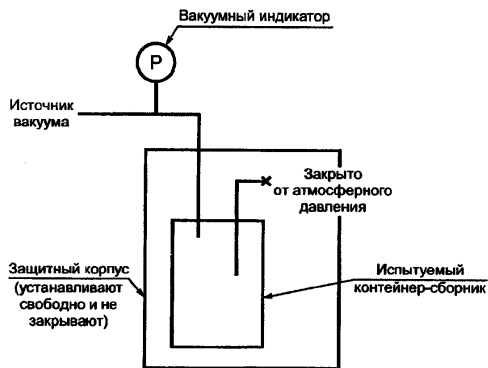 Вакуумный индикатор
P
Источник
вакуума
Закрыто
от атмосферного
давления
Защитный корпус
(устанавливают
свободно и не
закрывают)
Испытуемый
контейнер-сборник